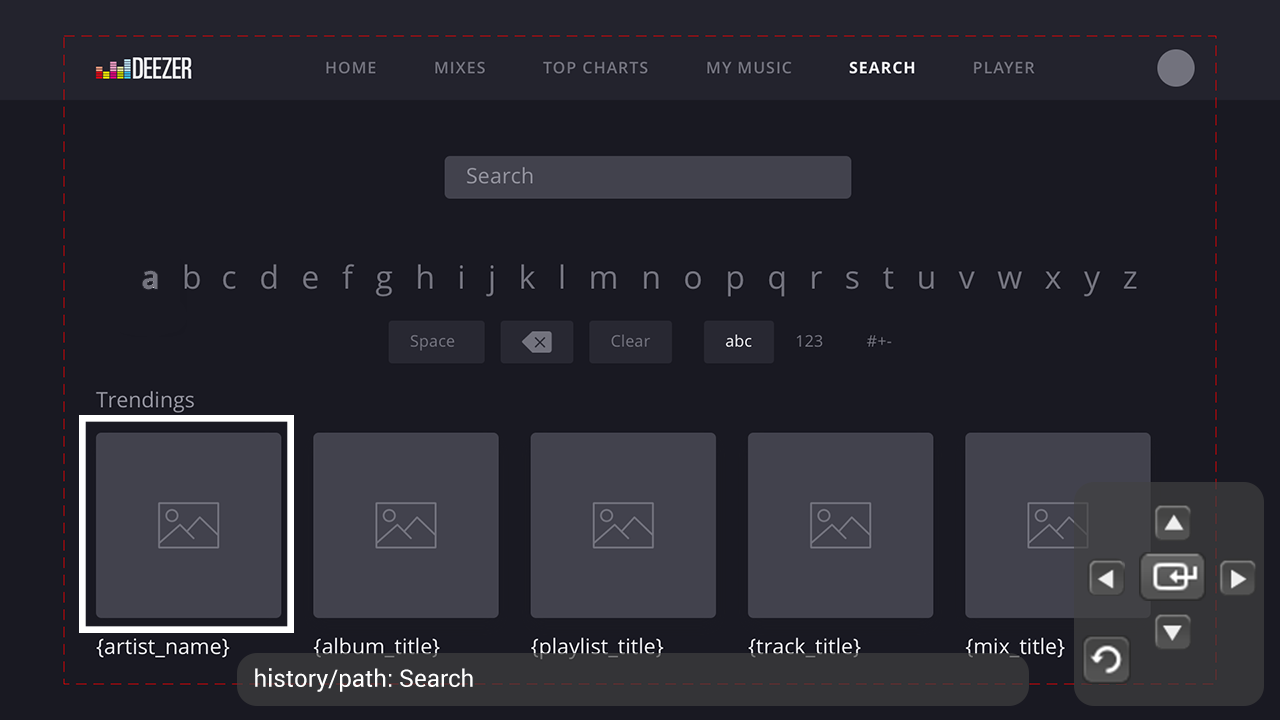 DEEZER HOME MIXES TOP CHARTS MY MUSIC SEARCH PLAYER
Search
a b c d e f g h i j k l m n o p q r s t u v w x y z
Space Clear abc 123 #+-
Trendings
{artist_name} {album_title} {playlist_title} {track_title} {mix_title}
history/path: Search